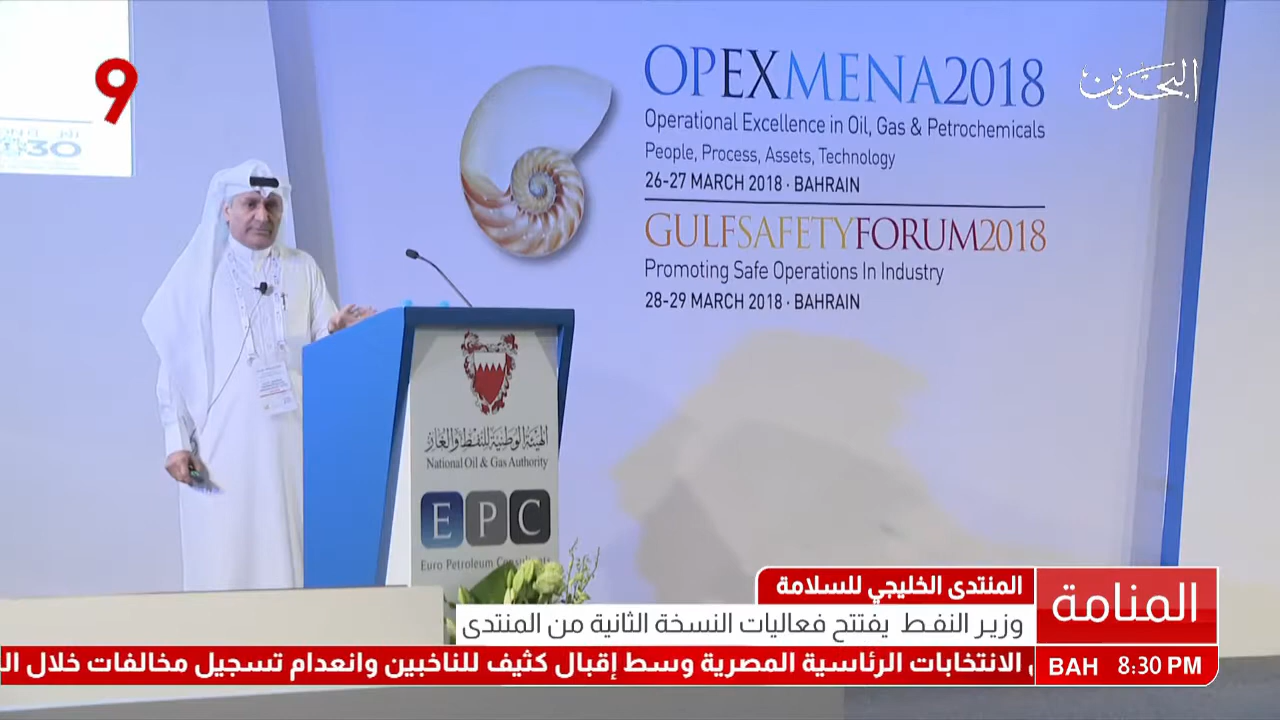 9
البحرين
30
OPEXMENA2018
Operational Excellence in Oil, Gas & Petrochemicals
People, Process, Assets, Technology
26-27 MARCH 2018 · BAHRAIN
GULFSAFETYFORUM2018
Promoting Safe Operations In Industry
28-29 MARCH 2018 · BAHRAIN
الهيئة الوطنية للنفط والغاز
National Oil & Gas Authority
EPC
Euro Petroleum Consultants
المنتدى الخليجي للسلامة
وزير النفط يفتتح فعاليات النسخة الثانية من المنتدى
المنامة
BAH 8:30 PM
الانتخابات الرئاسية المصرية وسط إقبال كثيف للناخبين وانعدام تسجيل مخالفات خلال